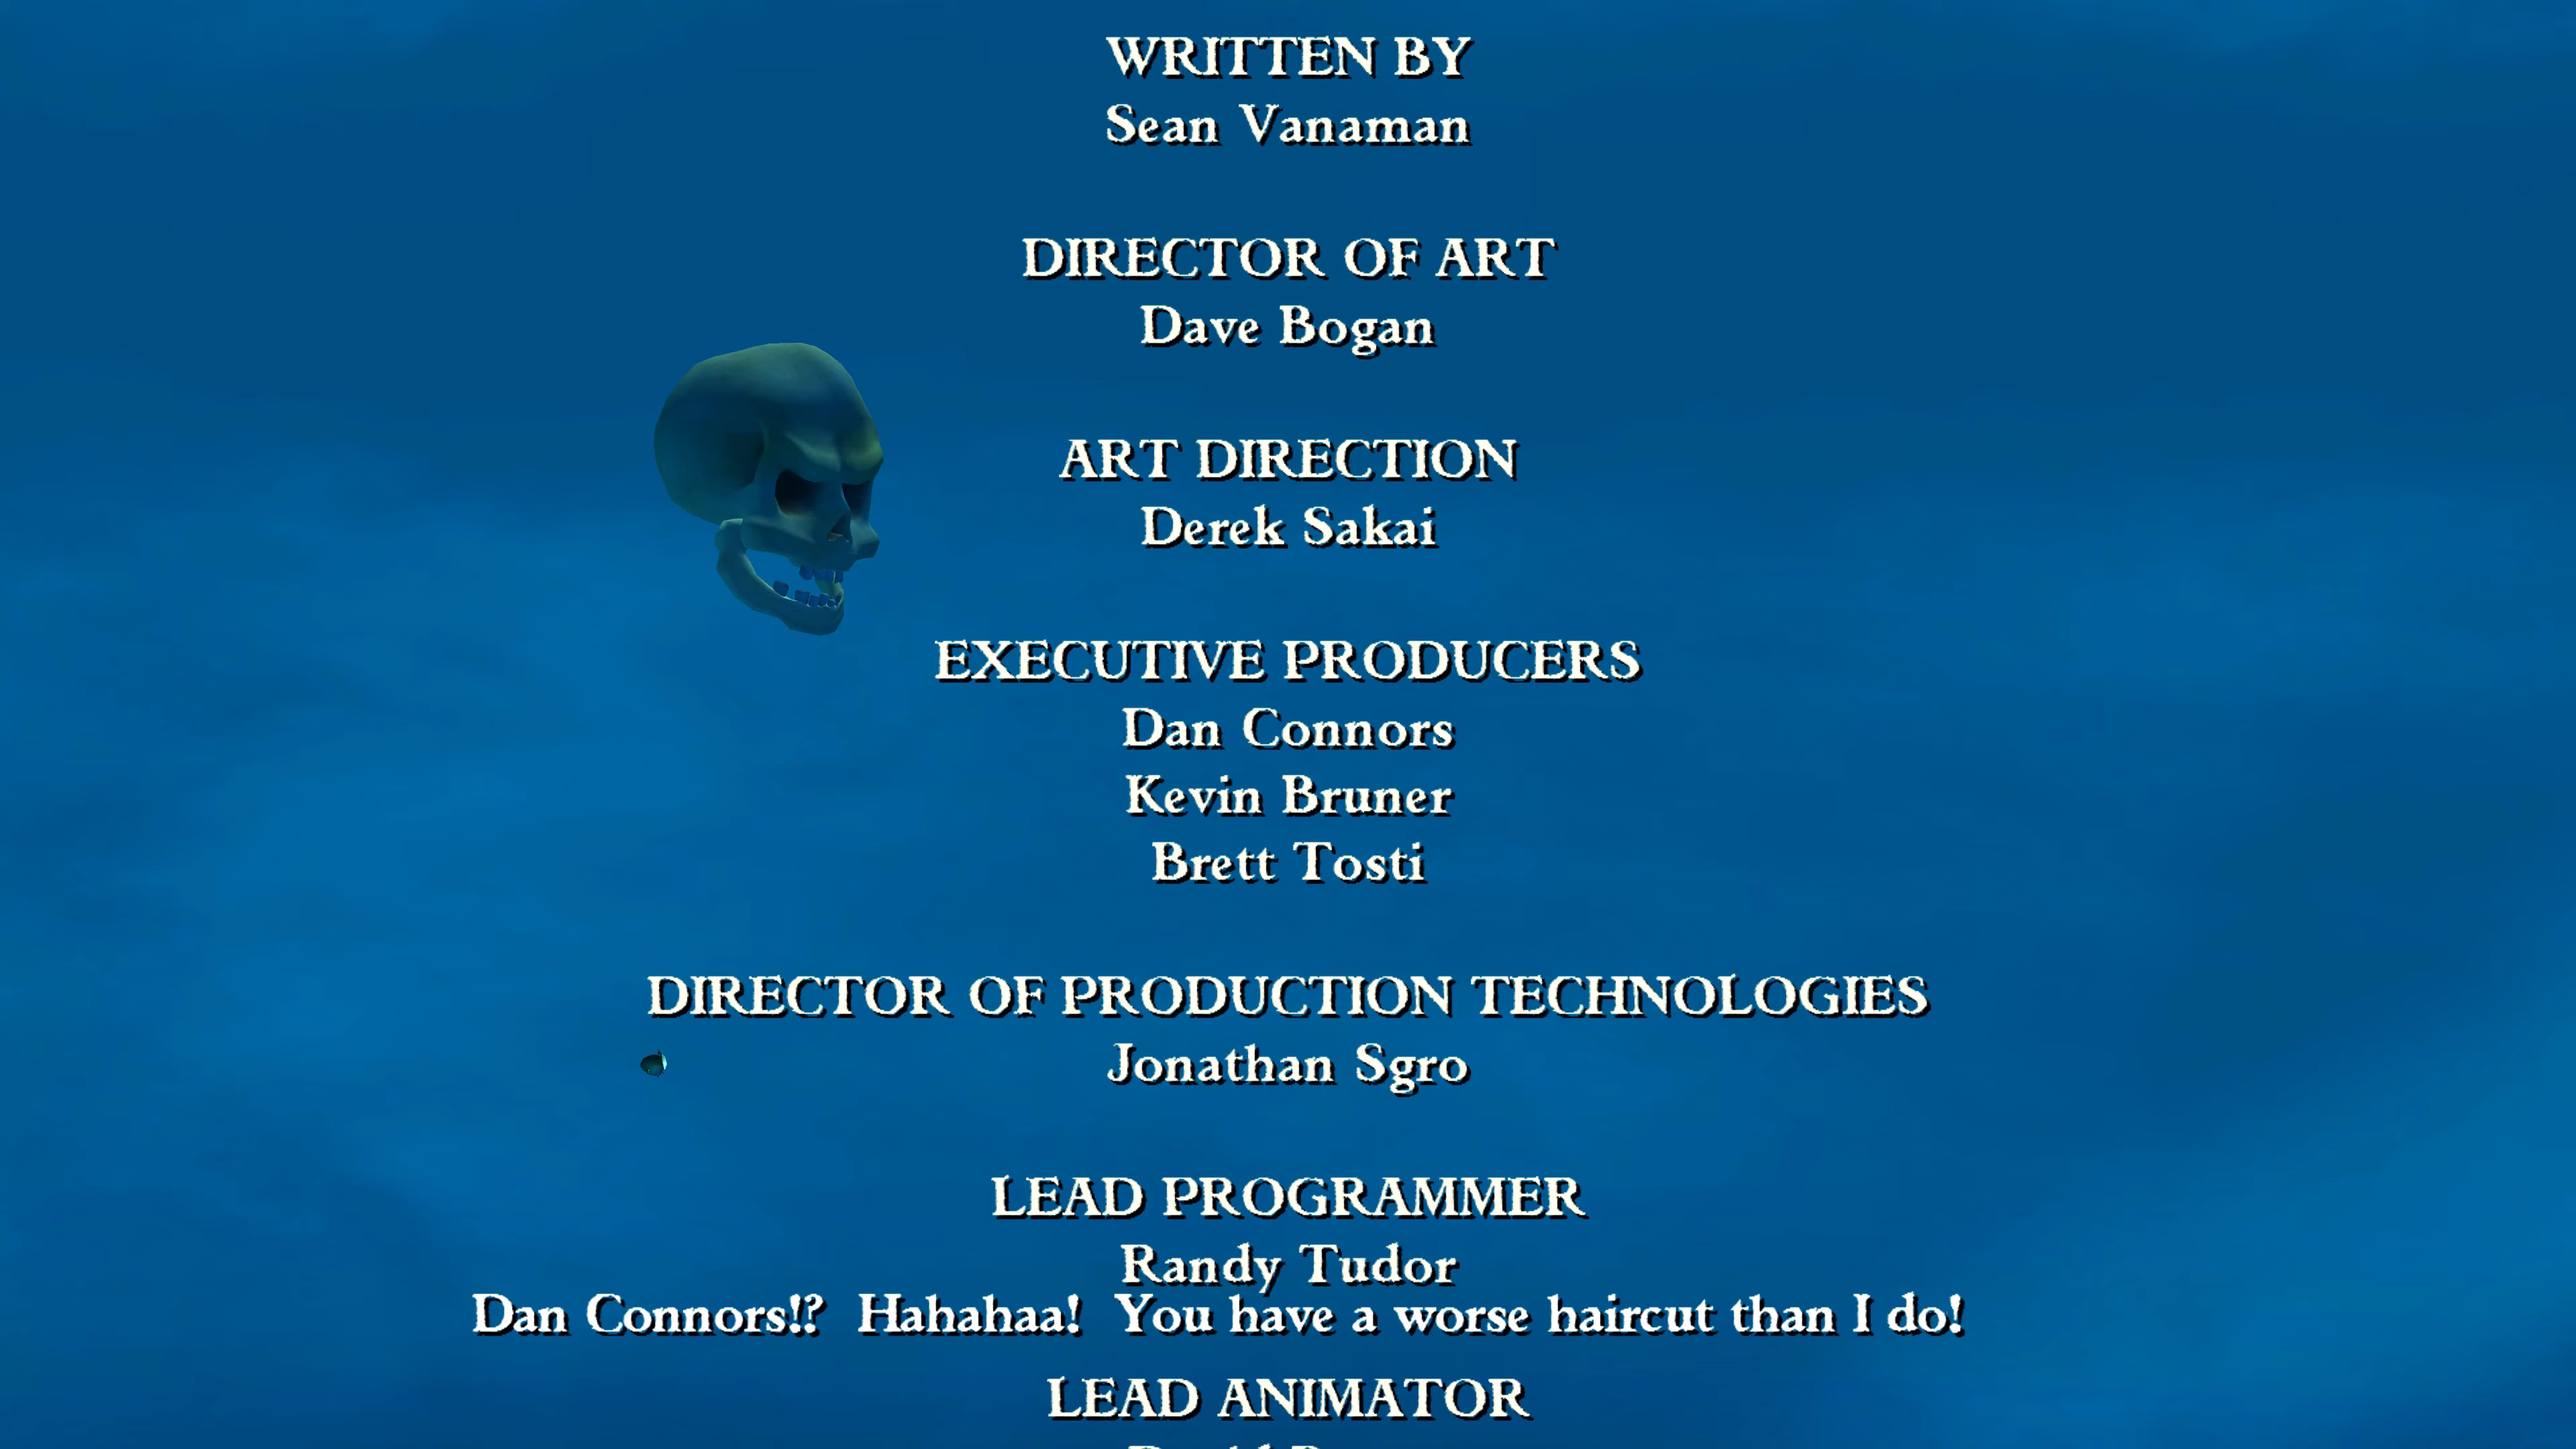 WRITTEN BY
Sean Vanaman
DIRECTOR OF ART
Dave Bogan
ART DIRECTION
Derek Sakai
EXECUTIVE PRODUCERS
Dan Connors
Kevin Bruner
Brett Tosti
DIRECTOR OF PRODUCTION TECHNOLOGIES
Jonathan Sgro
LEAD PROGRAMMER
Randy Tudor
Dan Connors!? Hahahaa! You have a worse haircut than I do!
LEAD ANIMATOR